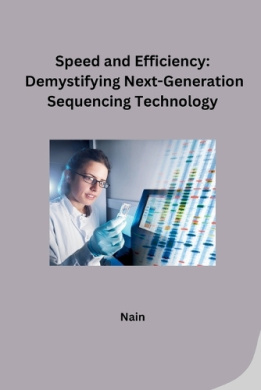 Speed and Efficiency:
Demystifying Next-Generation
Sequencing Technology
Nain